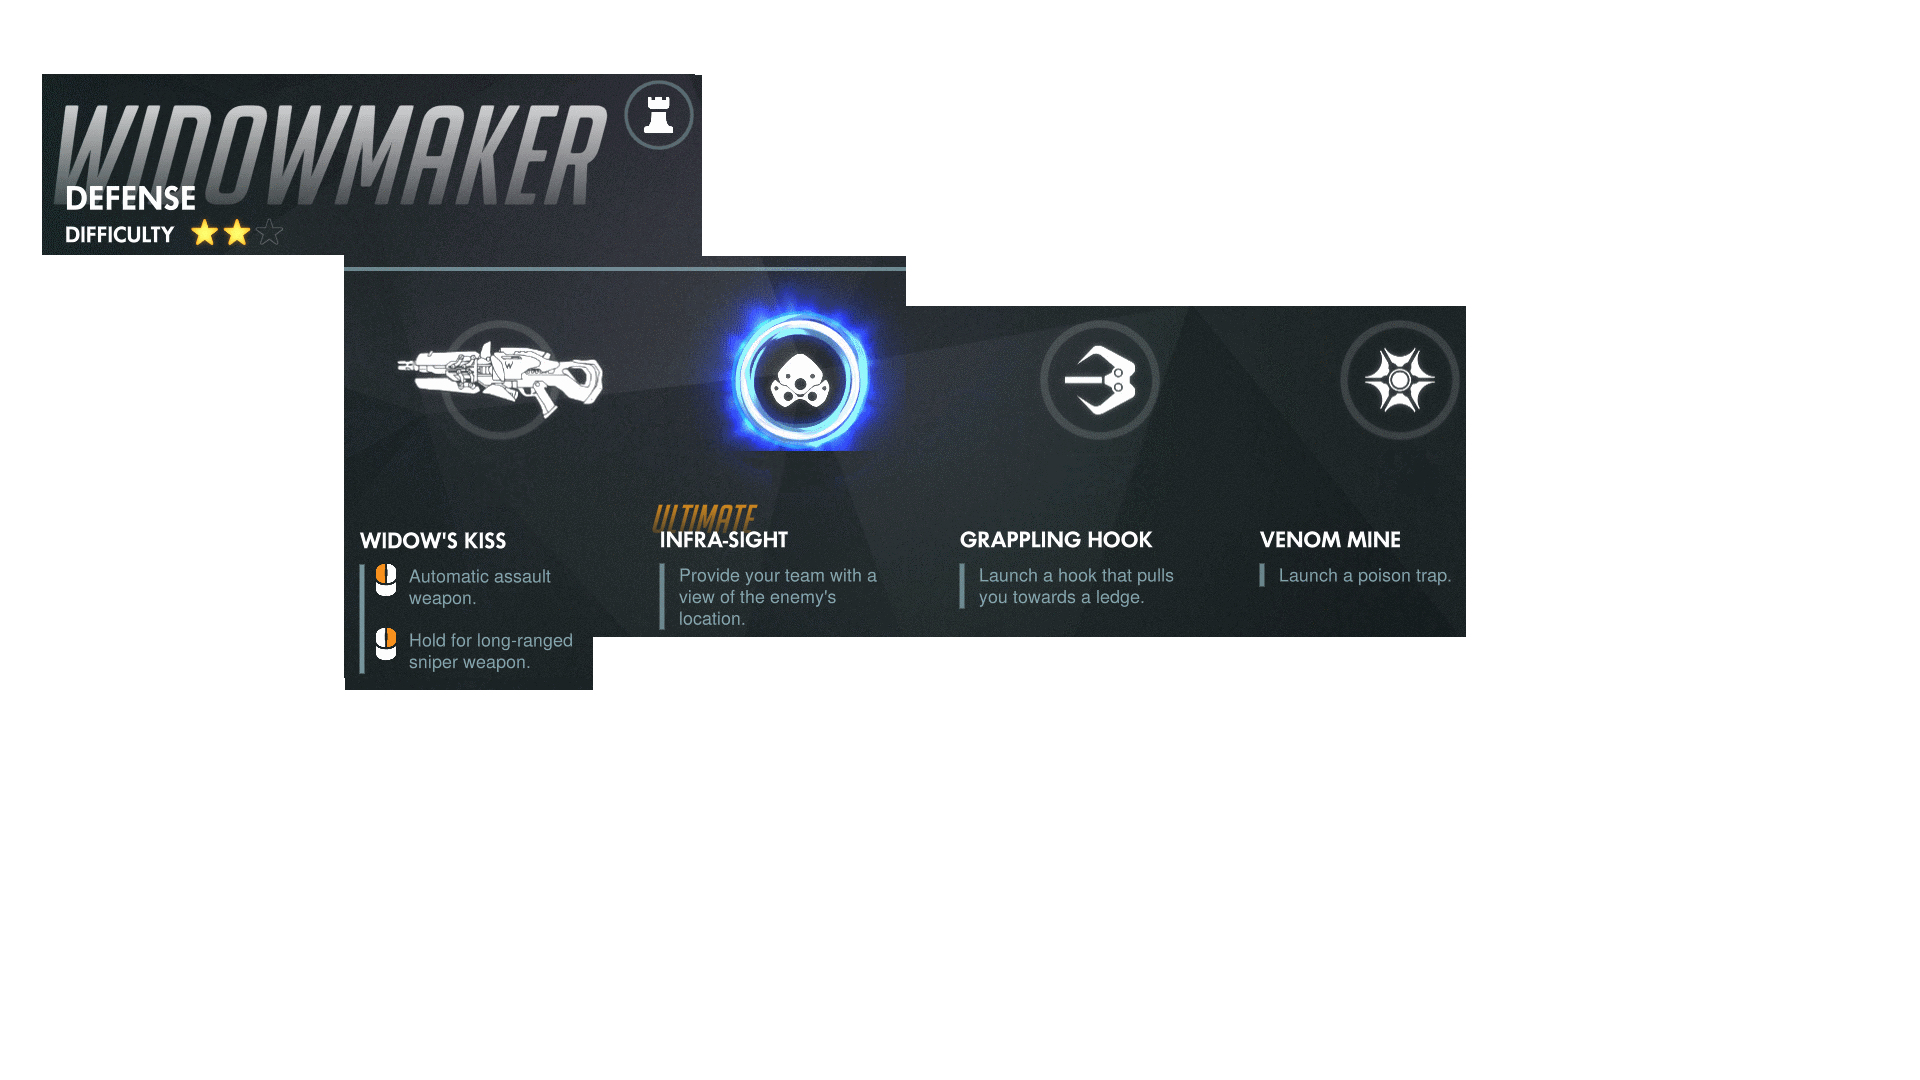 WIDOWMAKER
DEFENSE
DIFFICULTY
WIDOW'S KISS
Automatic assault
weapon.
Hold for long-ranged
sniper weapon.
ULTIMATE
INFRA-SIGHT
Provide your team with a
view of the enemy's
location.
GRAPPLING HOOK
Launch a hook that pulls
you towards a ledge.
VENOM MINE
Launch a poison trap.